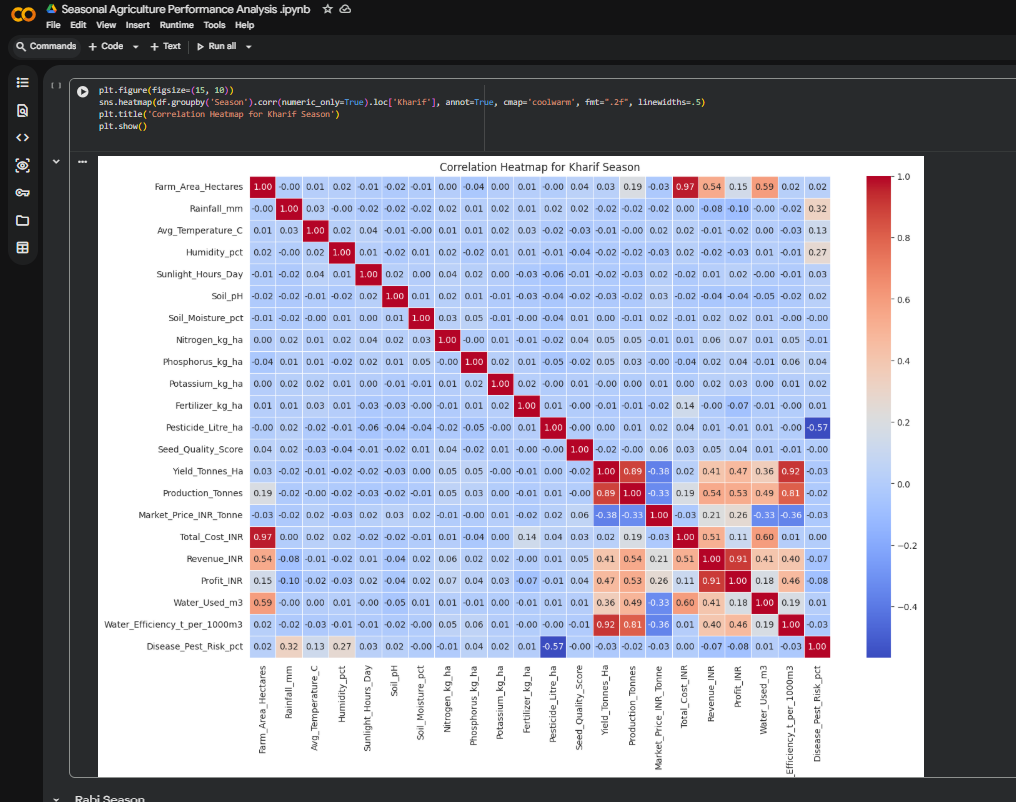 Seasonal Agriculture Performance Analysis .ipynb
File Edit View Insert Runtime Tools Help
Commands + Code + Text Run all
[ ]
plt.figure(figsize=(15, 10))
sns.heatmap(df.groupby('Season').corr(numeric_only=True).loc['Kharif'], annot=True, cmap='coolwarm', fmt=".2f", linewidths=.5)
plt.title('Correlation Heatmap for Kharif Season')
plt.show()
Correlation Heatmap for Kharif Season
Farm_Area_Hectares 1.00 -0.00 0.01 0.02 -0.01 -0.02 -0.01 0.00 -0.04 0.00 0.01 -0.00 0.04 0.03 0.19 -0.03 0.97 0.54 0.15 0.59 0.02 0.02
Rainfall_mm -0.00 1.00 0.03 -0.00 -0.02 -0.02 -0.02 0.02 0.01 0.02 0.01 0.02 0.02 -0.02 -0.02 -0.02 0.00 -0.08 -0.10 -0.00 -0.02 0.32
Avg_Temperature_C 0.01 0.03 1.00 0.02 0.04 -0.01 -0.00 0.01 0.01 0.02 0.03 -0.02 -0.03 -0.01 -0.00 0.02 0.02 -0.01 -0.02 0.00 -0.03 0.13
Humidity_pct 0.02 -0.00 0.02 1.00 0.01 -0.02 0.01 0.02 -0.02 0.01 0.01 -0.01 -0.04 -0.02 -0.02 -0.03 0.02 -0.02 -0.03 0.01 -0.01 0.27
Sunlight_Hours_Day -0.01 -0.02 0.04 0.01 1.00 0.02 0.00 0.04 0.02 0.00 -0.03 -0.06 -0.01 -0.02 -0.03 0.02 -0.02 0.01 0.02 -0.00 -0.01 0.03
Soil_pH -0.02 -0.02 -0.01 -0.02 0.02 1.00 0.01 0.02 0.01 -0.01 -0.03 -0.04 -0.02 -0.03 -0.02 0.03 -0.02 -0.04 -0.04 -0.05 -0.02 0.02
Soil_Moisture_pct -0.01 -0.02 -0.00 0.01 0.00 0.01 1.00 0.03 0.05 -0.01 -0.00 -0.04 0.01 0.00 -0.01 0.02 -0.01 0.02 0.02 0.01 -0.00 -0.00
Nitrogen_kg_ha 0.00 0.02 0.01 0.02 0.04 0.02 0.03 1.00 -0.00 0.01 -0.01 -0.02 0.04 0.05 0.05 -0.01 0.01 0.06 0.07 0.01 0.05 -0.01
Phosphorus_kg_ha -0.04 0.01 0.01 -0.02 0.02 0.01 0.05 -0.00 1.00 0.02 0.01 -0.05 -0.02 0.05 0.03 -0.00 -0.04 0.02 0.04 -0.01 0.06 0.04
Potassium_kg_ha 0.00 0.02 0.02 0.01 0.00 -0.01 -0.01 0.01 0.02 1.00 0.02 -0.00 0.01 -0.00 0.00 0.01 0.00 0.02 0.03 0.00 0.01 0.02
Fertilizer_kg_ha 0.01 0.01 0.03 0.01 -0.03 -0.03 -0.00 -0.01 0.01 0.02 1.00 0.01 -0.00 -0.01 -0.01 -0.02 0.14 -0.00 -0.07 -0.01 -0.00 0.01
Pesticide_Litre_ha -0.00 0.02 -0.02 -0.01 -0.06 -0.04 -0.04 -0.02 -0.05 -0.00 0.01 1.00 -0.00 0.00 0.01 0.02 0.04 0.01 -0.01 0.01 -0.00 -0.57
Seed_Quality_Score 0.04 0.02 -0.03 -0.04 -0.01 -0.02 0.01 0.04 -0.02 0.01 -0.00 -0.00 1.00 -0.02 -0.00 0.06 0.03 0.05 0.04 0.01 -0.01 -0.00
Yield_Tonnes_Ha 0.03 -0.02 -0.01 -0.02 -0.02 -0.03 0.00 0.05 0.05 -0.00 -0.01 0.00 -0.02 1.00 0.89 -0.38 0.02 0.41 0.47 0.36 0.92 -0.03
Production_Tonnes 0.19 -0.02 -0.00 -0.02 -0.03 -0.02 -0.01 0.05 0.03 0.00 -0.01 0.01 -0.00 0.89 1.00 -0.33 0.19 0.54 0.53 0.49 0.81 -0.02
Market_Price_INR_Tonne -0.03 -0.02 0.02 -0.03 0.02 0.03 0.02 -0.01 -0.00 0.01 -0.02 0.02 0.06 -0.38 -0.33 1.00 -0.03 0.21 0.26 -0.33 -0.36 -0.03
Total_Cost_INR 0.97 0.00 0.02 0.02 -0.02 -0.02 -0.01 0.01 -0.04 0.00 0.14 0.04 0.03 0.02 0.19 -0.03 1.00 0.51 0.11 0.60 0.01 0.00
Revenue_INR 0.54 -0.08 -0.01 -0.02 0.01 -0.04 0.02 0.06 0.02 0.02 -0.00 0.01 0.05 0.41 0.54 0.21 0.51 1.00 0.91 0.41 0.40 -0.07
Profit_INR 0.15 -0.10 -0.02 -0.03 0.02 -0.04 0.02 0.07 0.04 0.03 -0.07 -0.01 0.04 0.47 0.53 0.26 0.11 0.91 1.00 0.18 0.46 -0.08
Water_Used_m3 0.59 -0.00 0.00 0.01 -0.00 -0.05 0.01 0.01 -0.01 0.00 -0.01 0.01 0.01 0.36 0.49 -0.33 0.60 0.41 0.18 1.00 0.19 0.01
Water_Efficiency_t_per_1000m3 0.02 -0.02 -0.03 -0.01 -0.01 -0.02 -0.00 0.05 0.06 0.01 -0.00 -0.00 -0.01 0.92 0.81 -0.36 0.01 0.40 0.46 0.19 1.00 -0.03
Disease_Pest_Risk_pct 0.02 0.32 0.13 0.27 0.03 0.02 -0.00 -0.01 0.04 0.02 0.01 -0.57 -0.00 -0.03 -0.02 -0.03 0.00 -0.07 -0.08 0.01 -0.03 1.00
Farm_Area_Hectares
Rainfall_mm
Avg_Temperature_C
Humidity_pct
Sunlight_Hours_Day
Soil_pH
Soil_Moisture_pct
Nitrogen_kg_ha
Phosphorus_kg_ha
Potassium_kg_ha
Fertilizer_kg_ha
Pesticide_Litre_ha
Seed_Quality_Score
Yield_Tonnes_Ha
Production_Tonnes
Market_Price_INR_Tonne
Total_Cost_INR
Revenue_INR
Profit_INR
Water_Used_m3
_Efficiency_t_per_1000m3
Disease_Pest_Risk_pct
1.0
0.8
0.6
0.4
0.2
0.0
−0.2
−0.4
Rabi Season